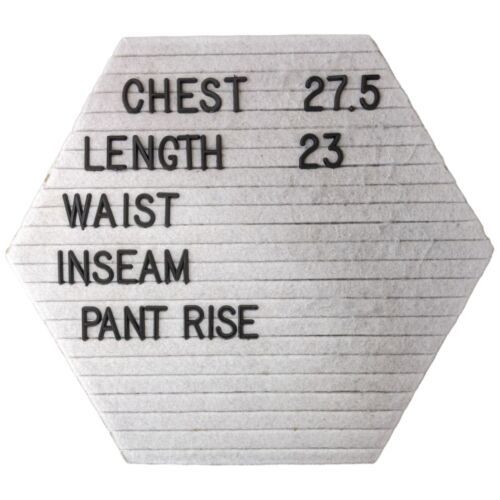 CHEST 27.5
LENGTH 23
WAIST
INSEAM
PANT RISE